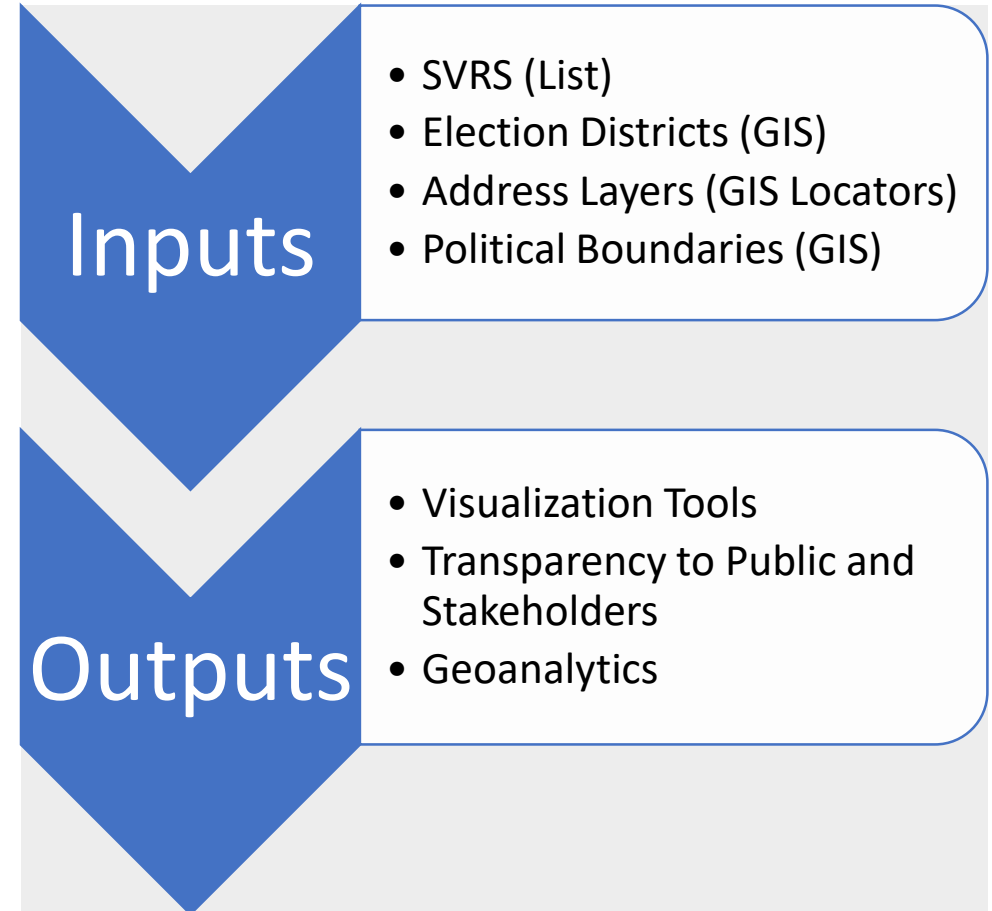 Inputs
• SVRS (List)
• Election Districts (GIS)
• Address Layers (GIS Locators)
• Political Boundaries (GIS)
Outputs
• Visualization Tools
• Transparency to Public and
Stakeholders
• Geoanalytics